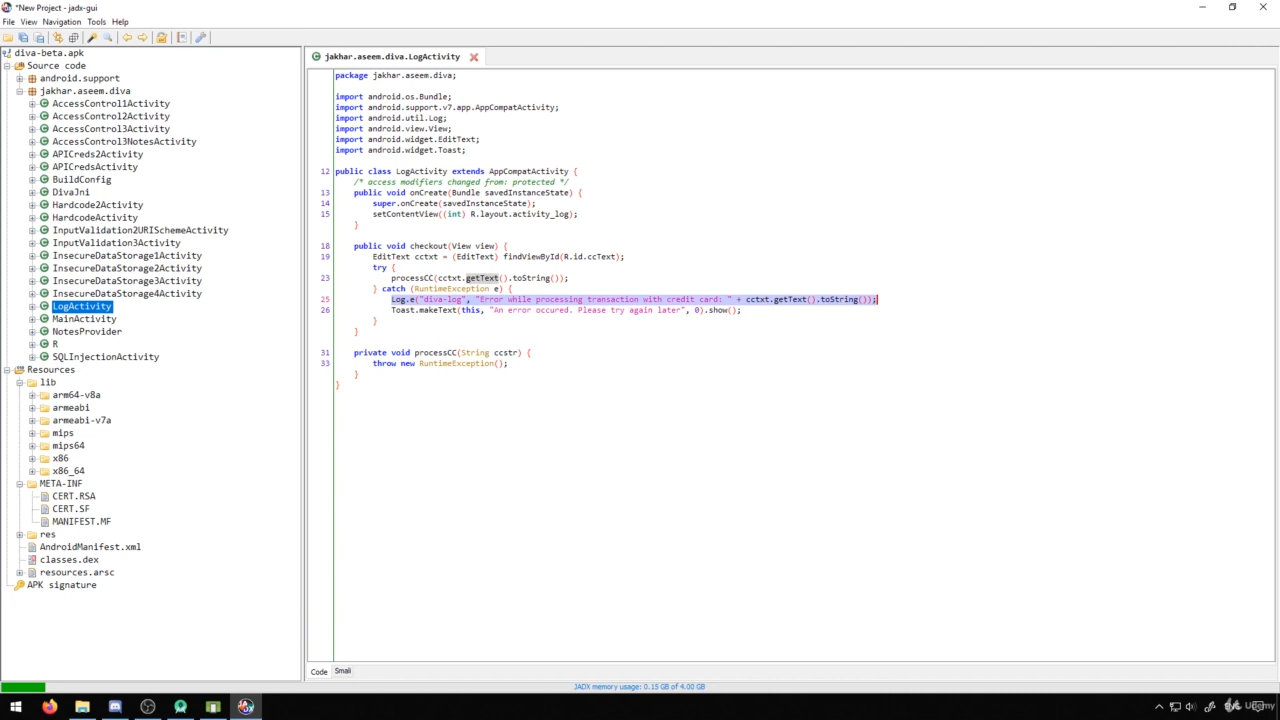 *New Project - jadx-gui
File View Navigation Tools Help
diva-beta.apk
Source code
android.support
jakhar.aseem.diva
AccessControl1Activity
AccessControl2Activity
AccessControl3Activity
AccessControl3NotesActivity
APICreds2Activity
APICredsActivity
BuildConfig
DivaJni
Hardcode2Activity
HardcodeActivity
InputValidation2URISchemeActivity
InputValidation3Activity
InsecureDataStorage1Activity
InsecureDataStorage2Activity
InsecureDataStorage3Activity
InsecureDataStorage4Activity
LogActivity
MainActivity
NotesProvider
R
SQLInjectionActivity
Resources
lib
arm64-v8a
armeabi
armeabi-v7a
mips
mips64
x86
x86_64
META-INF
CERT.RSA
CERT.SF
MANIFEST.MF
res
AndroidManifest.xml
classes.dex
resources.arsc
APK signature
jakhar.aseem.diva.LogActivity
package jakhar.aseem.diva;
import android.os.Bundle;
import android.support.v7.app.AppCompatActivity;
import android.util.Log;
import android.view.View;
import android.widget.EditText;
import android.widget.Toast;
12 public class LogActivity extends AppCompatActivity {
/* access modifiers changed from: protected */
13 public void onCreate(Bundle savedInstanceState) {
14 super.onCreate(savedInstanceState);
15 setContentView((int) R.layout.activity_log);
}
18 public void checkout(View view) {
19 EditText cctxt = (EditText) findViewById(R.id.ccText);
try {
23 processCC(cctxt.getText().toString());
} catch (RuntimeException e) {
25 Log.e("diva-log", "Error while processing transaction with credit card: " + cctxt.getText().toString());
26 Toast.makeText(this, "An error occured. Please try again later", 0).show();
}
}
31 private void processCC(String ccstr) {
33 throw new RuntimeException();
}
}
Code Smali
JADX memory usage: 0.15 GB of 4.00 GB
Udemy